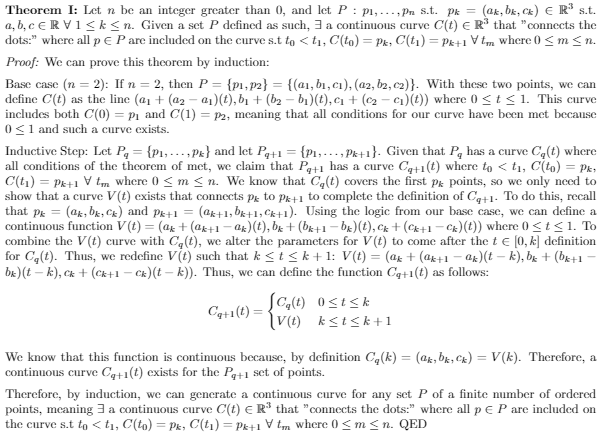 Theorem I: Let n be an integer greater than 0, and let P : p₁, ..., pₙ s.t. pₖ = (aₖ, bₖ, cₖ) ∈ ℝ³ s.t.
a, b, c ∈ ℝ ∀ 1 ≤ k ≤ n. Given a set P defined as such, ∃ a continuous curve C(t) ∈ ℝ³ that "connects the
dots:" where all p ∈ P are included on the curve s.t t₀ < t₁, C(t₀) = pₖ, C(t₁) = pₖ₊₁ ∀ tₘ where 0 ≤ m ≤ n.
Proof: We can prove this theorem by induction:
Base case (n = 2): If n = 2, then P = {p₁, p₂} = {(a₁, b₁, c₁), (a₂, b₂, c₂)}. With these two points, we can
define C(t) as the line (a₁ + (a₂ − a₁)(t), b₁ + (b₂ − b₁)(t), c₁ + (c₂ − c₁)(t)) where 0 ≤ t ≤ 1. This curve
includes both C(0) = p₁ and C(1) = p₂, meaning that all conditions for our curve have been met because
0 ≤ 1 and such a curve exists.
Inductive Step: Let P_q = {p₁, ..., pₖ} and let P_{q+1} = {p₁, ..., pₖ₊₁}. Given that P_q has a curve C_q(t) where
all conditions of the theorem of met, we claim that P_{q+1} has a curve C_{q+1}(t) where t₀ < t₁, C(t₀) = pₖ,
C(t₁) = pₖ₊₁ ∀ tₘ where 0 ≤ m ≤ n. We know that C_q(t) covers the first pₖ points, so we only need to
show that a curve V(t) exists that connects pₖ to pₖ₊₁ to complete the definition of C_{q+1}. To do this, recall
that pₖ = (aₖ, bₖ, cₖ) and pₖ₊₁ = (aₖ₊₁, bₖ₊₁, cₖ₊₁). Using the logic from our base case, we can define a
continuous function V(t) = (aₖ + (aₖ₊₁ − aₖ)(t), bₖ + (bₖ₊₁ − bₖ)(t), cₖ + (cₖ₊₁ − cₖ)(t)) where 0 ≤ t ≤ 1. To
combine the V(t) curve with C_q(t), we alter the parameters for V(t) to come after the t ∈ [0, k] definition
for C_q(t). Thus, we redefine V(t) such that k ≤ t ≤ k + 1: V(t) = (aₖ + (aₖ₊₁ − aₖ)(t − k), bₖ + (bₖ₊₁ −
bₖ)(t − k), cₖ + (cₖ₊₁ − cₖ)(t − k)). Thus, we can define the function C_{q+1}(t) as follows:
C_{q+1}(t) = { C_q(t) 0 ≤ t ≤ k
V(t) k ≤ t ≤ k + 1
We know that this function is continuous because, by definition C_q(k) = (aₖ, bₖ, cₖ) = V(k). Therefore, a
continuous curve C_{q+1}(t) exists for the P_{q+1} set of points.
Therefore, by induction, we can generate a continuous curve for any set P of a finite number of ordered
points, meaning ∃ a continuous curve C(t) ∈ ℝ³ that "connects the dots:" where all p ∈ P are included on
the curve s.t t₀ < t₁, C(t₀) = pₖ, C(t₁) = pₖ₊₁ ∀ tₘ where 0 ≤ m ≤ n. QED